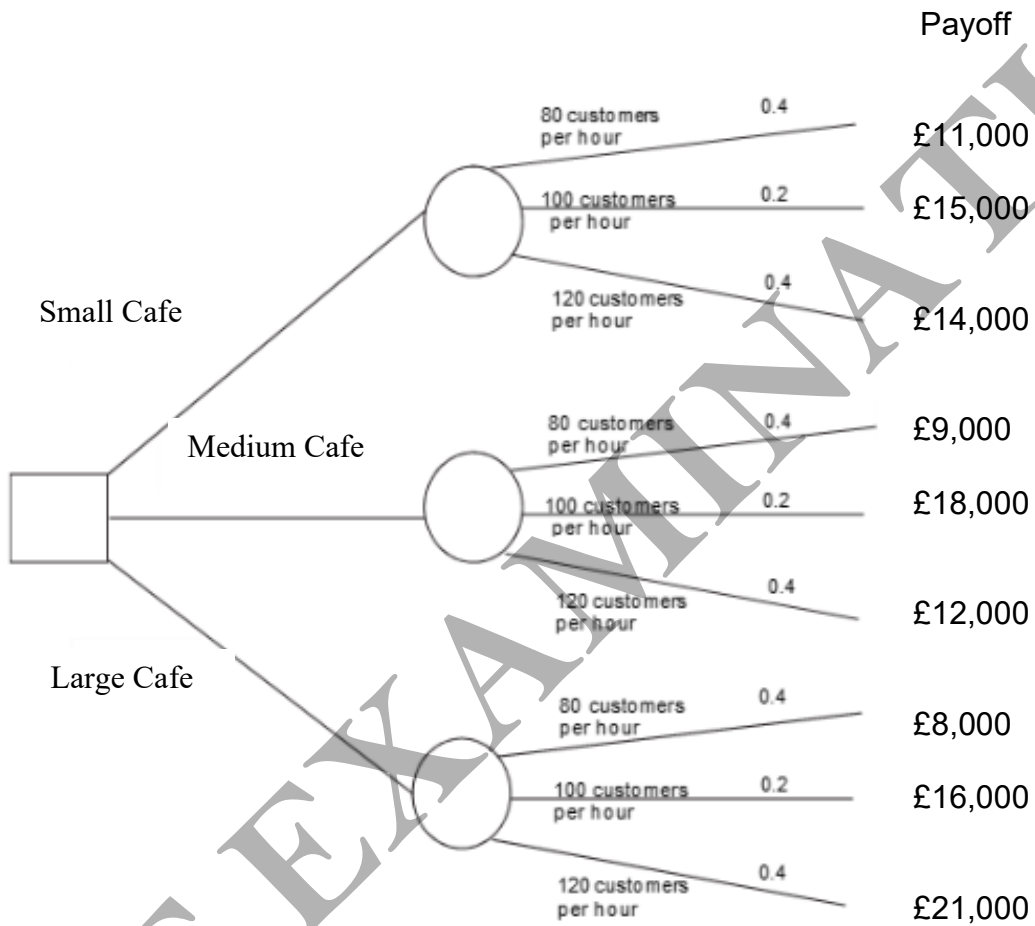 Payoff
80 customers
per hour
0.4
£11,000
100 customers
per hour
0.2
£15,000
120 customers
per hour
0.4
£14,000
Small Cafe
Medium Cafe
80 customers
per hour
0.4
£9,000
100 customers
per hour
0.2
£18,000
120 customers
per hour
0.4
£12,000
Large Cafe
80 customers
per hour
0.4
£8,000
100 customers
per hour
0.2
£16,000
120 customers
per hour
0.4
£21,000